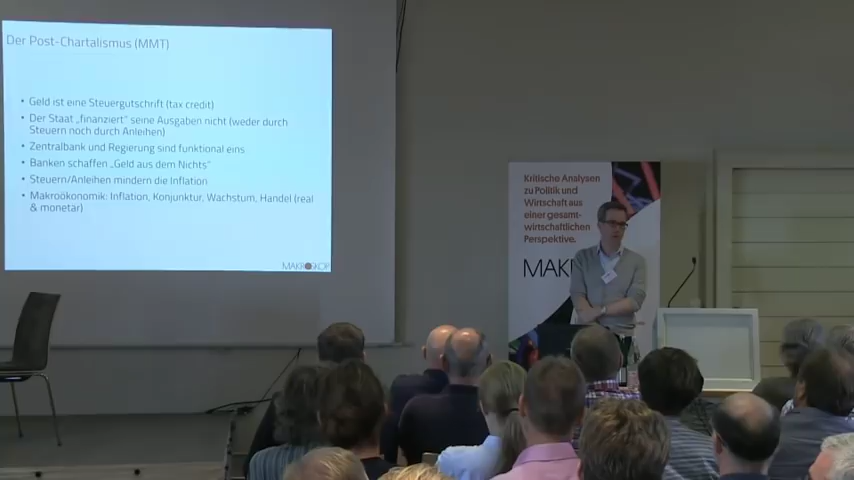 Der Post-Chartalismus (MMT)
• Geld ist eine Steuergutschrift (tax credit)
• Der Staat „finanziert" seine Ausgaben nicht (weder durch
Steuern noch durch Anleihen)
• Zentralbank und Regierung sind funktional eins
• Banken schaffen „Geld aus dem Nichts"
• Steuern/Anleihen mindern die Inflation
• Makroökonomik: Inflation, Konjunktur, Wachstum, Handel (real
& monetär)
MAKROSKOP
Kritische Analysen
zu Politik und
Wirtschaft aus
einer gesamt-
wirtschaftlichen
Perspektive.
MAK